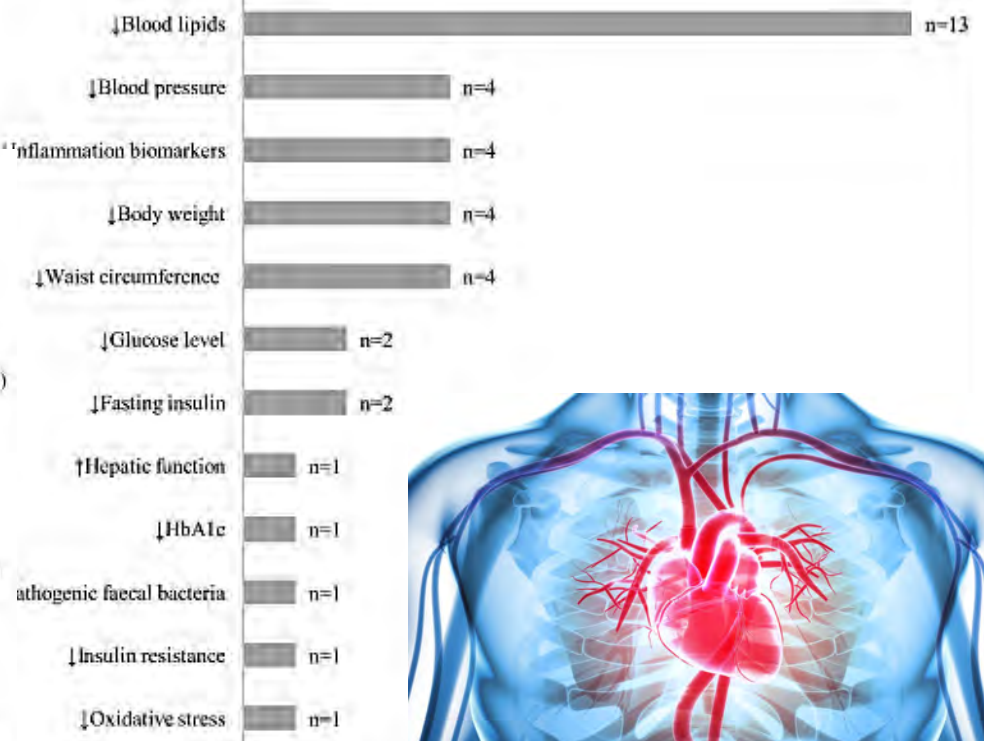 ↓Blood lipids n=13
↓Blood pressure n=4
nflammation biomarkers n=4
↓Body weight n=4
↓Waist circumference n=4
↓Glucose level n=2
)
↓Fasting insulin n=2
↑Hepatic function n=1
↓HbA1c n=1
athogenic faecal bacteria n=1
↓Insulin resistance n=1
↓Oxidative stress n=1